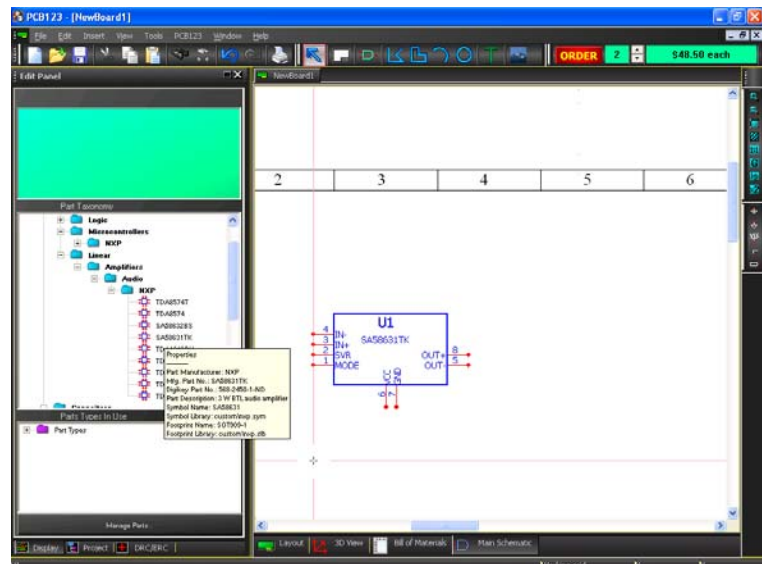 PCB123 - [NewBoard1]
File Edit Insert View Tools PCB123 Window Help
ORDER 2 $48.50 each
Edit Panel
NewBoard1
Part Taxonomy
Logic
Microcontrollers
NXP
Linear
Amplifiers
Audio
NXP
TDA8574T
TDA8574
SA58632BS
SA58631TK
Properties
Part Manufacturer: NXP
Mfg. Part No.: SA58631TK
Digikey Part No.: 568-2458-1-ND
Part Description: 3 W BTL audio amplifier
Symbol Name: SA58631
Symbol Library: custom\nxp.sym
Footprint Name: SOT909-1
Footprint Library: custom\nxp.dlb
Parts Types In Use
Part Types
Manage Parts...
Display Project DRC/ERC
2 3 4 5 6
U1
SA58631TK
4 IN-
3 IN+
2 SVR
1 MODE
OUT+ 8
OUT- 5
VCC GND
6 7
Layout 3D View Bill of Materials Main Schematic